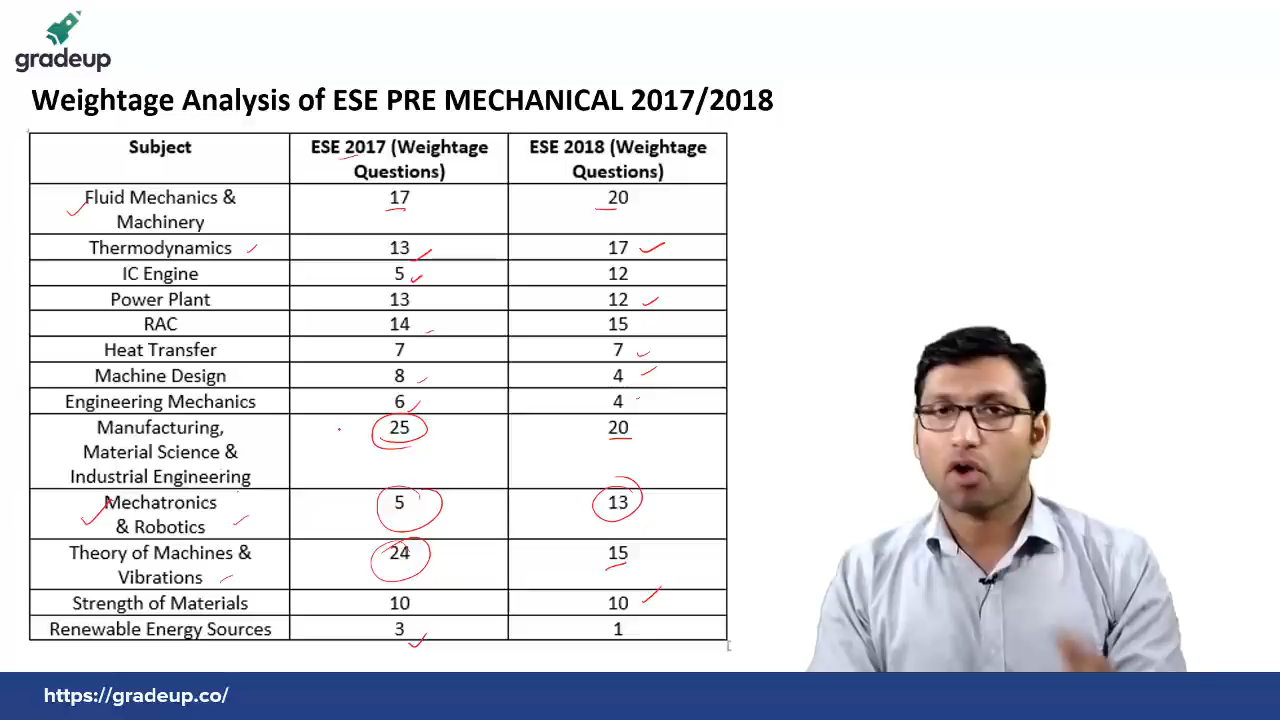 gradeup
Weightage Analysis of ESE PRE MECHANICAL 2017/2018
Subject ESE 2017 (Weightage Questions) ESE 2018 (Weightage Questions)
Fluid Mechanics & Machinery 17 20
Thermodynamics 13 17
IC Engine 5 12
Power Plant 13 12
RAC 14 15
Heat Transfer 7 7
Machine Design 8 4
Engineering Mechanics 6 4
Manufacturing, Material Science & Industrial Engineering 25 20
Mechatronics & Robotics 5 13
Theory of Machines & Vibrations 24 15
Strength of Materials 10 10
Renewable Energy Sources 3 1
https://gradeup.co/